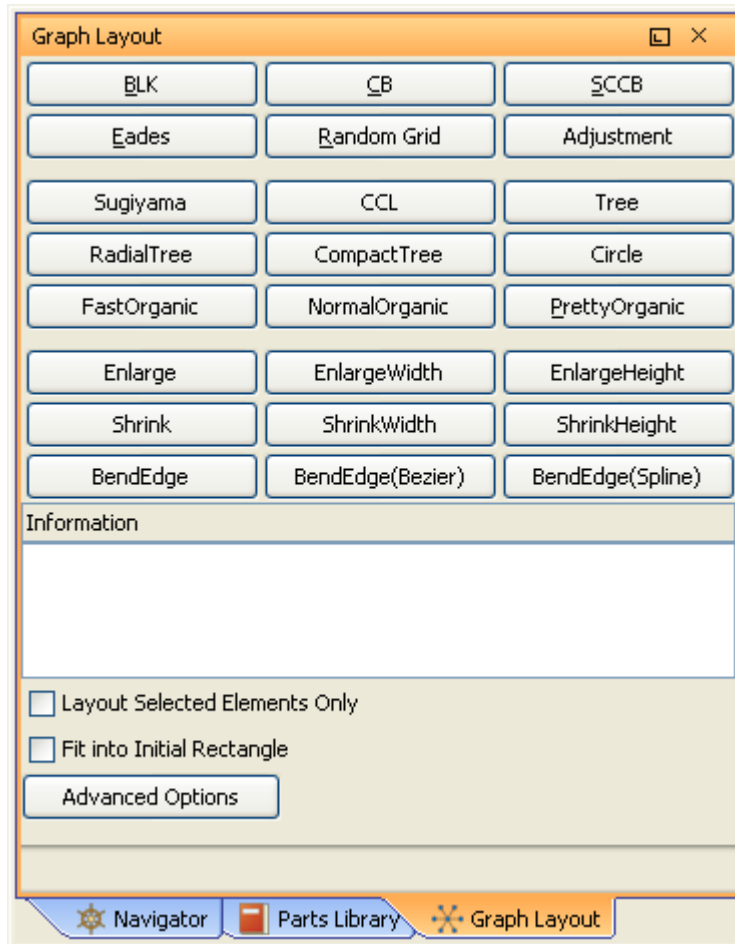 Graph Layout
BLK CB SCCB
Eades Random Grid Adjustment
Sugiyama CCL Tree
RadialTree CompactTree Circle
FastOrganic NormalOrganic PrettyOrganic
Enlarge EnlargeWidth EnlargeHeight
Shrink ShrinkWidth ShrinkHeight
BendEdge BendEdge(Bezier) BendEdge(Spline)
Information
Layout Selected Elements Only
Fit into Initial Rectangle
Advanced Options
Navigator Parts Library Graph Layout